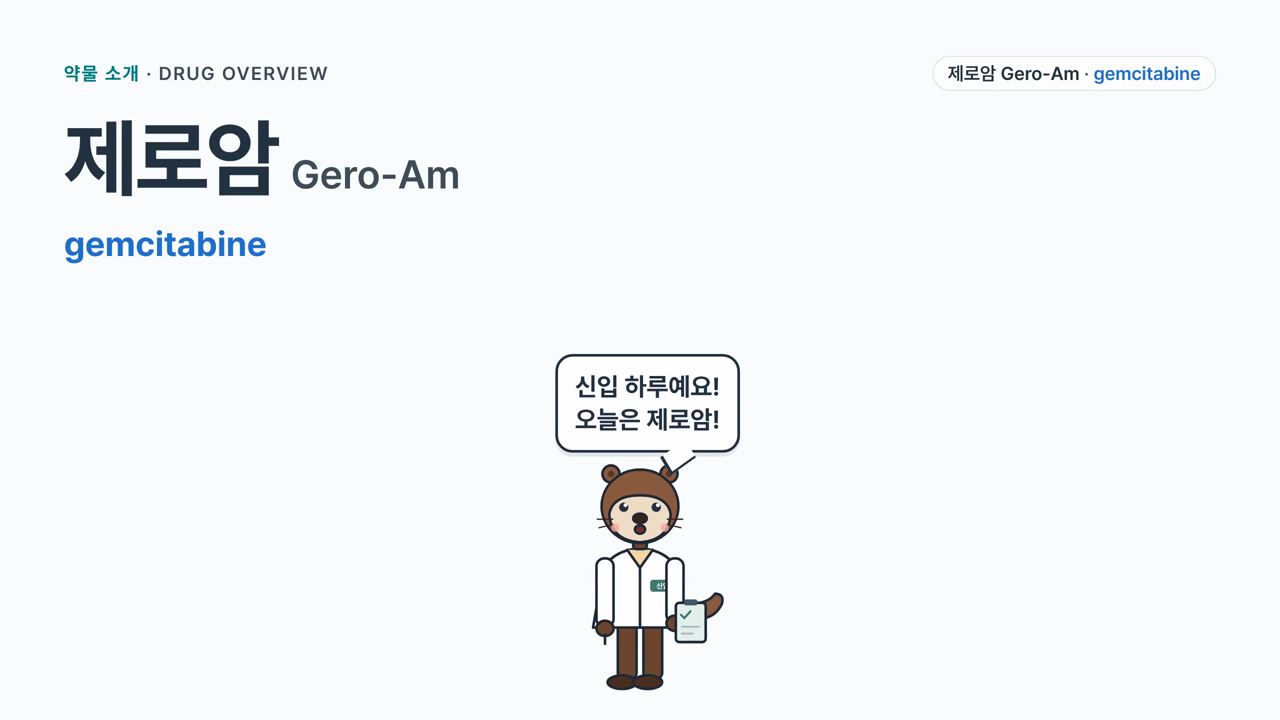 약물 소개 · DRUG OVERVIEW
제로암 Gero-Am · gemcitabine
제로암 Gero-Am
gemcitabine
신입 하루예요!
오늘은 제로암!